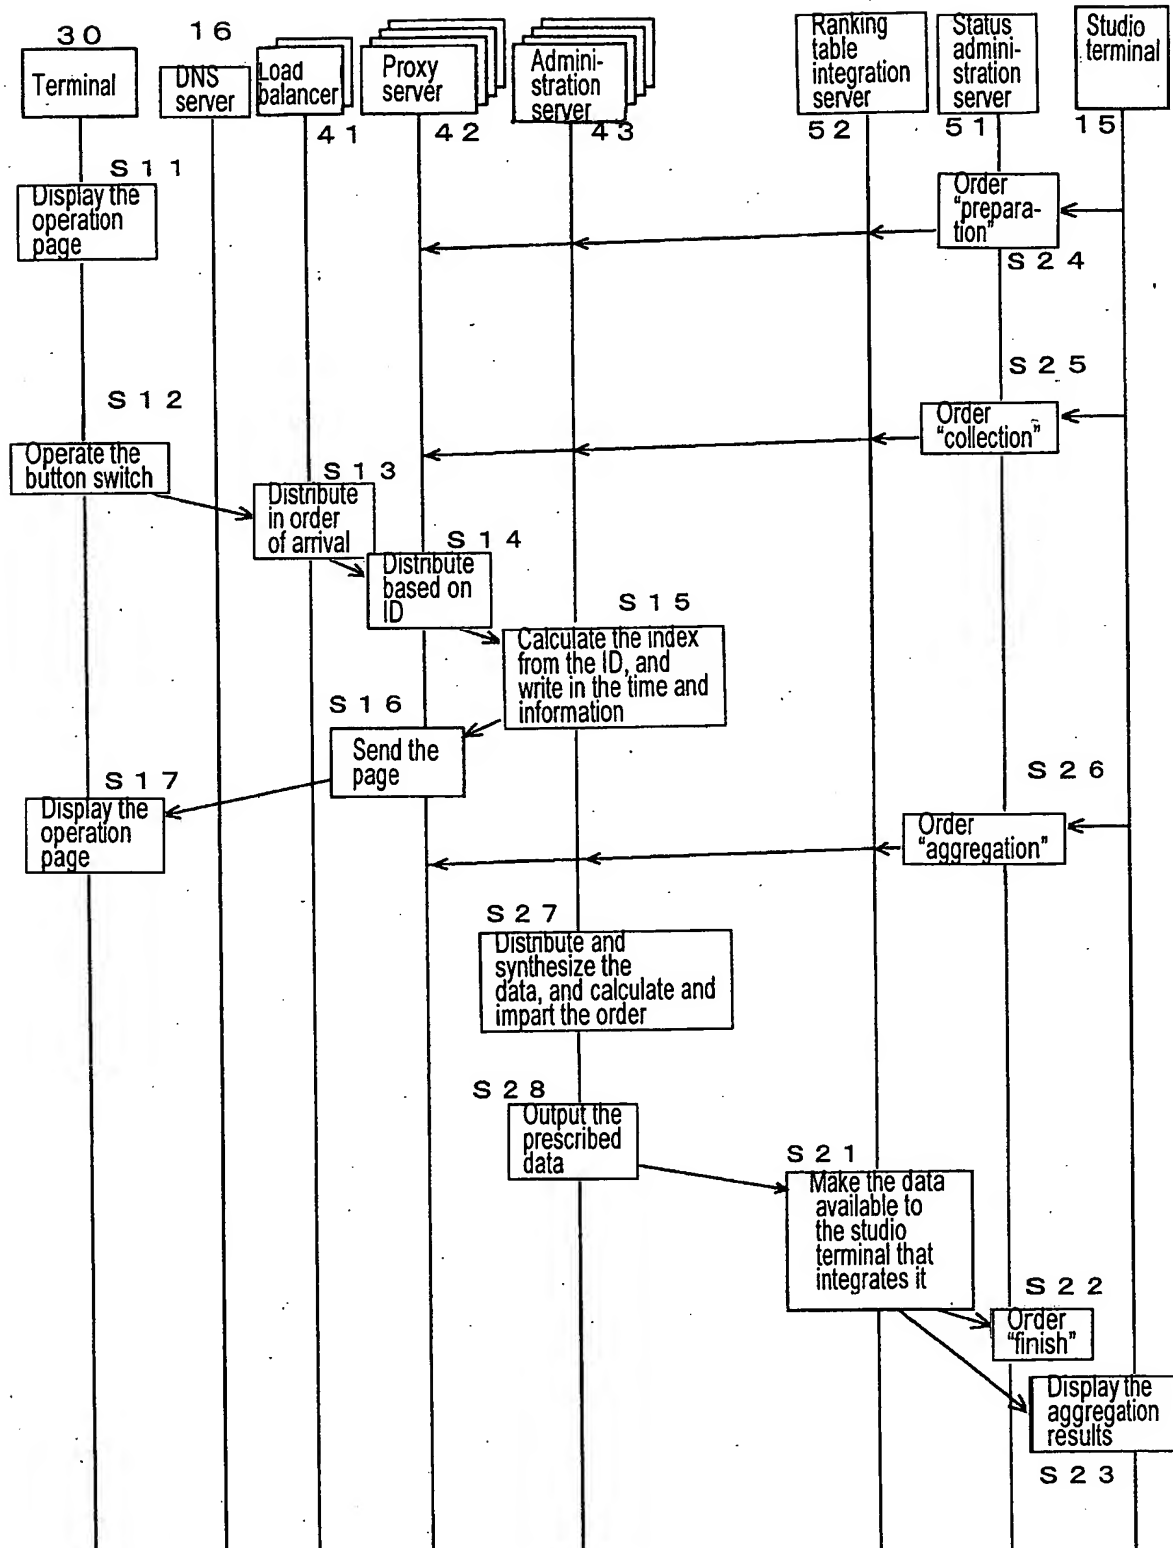 30
Terminal
16
DNS
server
Load
balancer
41
Proxy
server
42
Admini-
stration
server
43
Ranking
table
integration
server
52
Status
admini-
stration
server
51
Studio
terminal
15
S11
Display the
operation
page
Order
"prepara-
tion"
S24
S25
Order
"collection"
S12
Operate the
button switch
S13
Distribute
in order
of arrival
S14
Distribute
based on
ID
S15
Calculate the index
from the ID, and
write in the time and
information
S16
Send the
page
S17
Display the
operation
page
S26
Order
"aggregation"
S27
Distribute and
synthesize the
data, and calculate and
impart the order
S28
Output the
prescribed
data
S21
Make the data
available to
the studio
terminal that
integrates it
S22
Order
"finish"
Display the
aggregation
results
S23